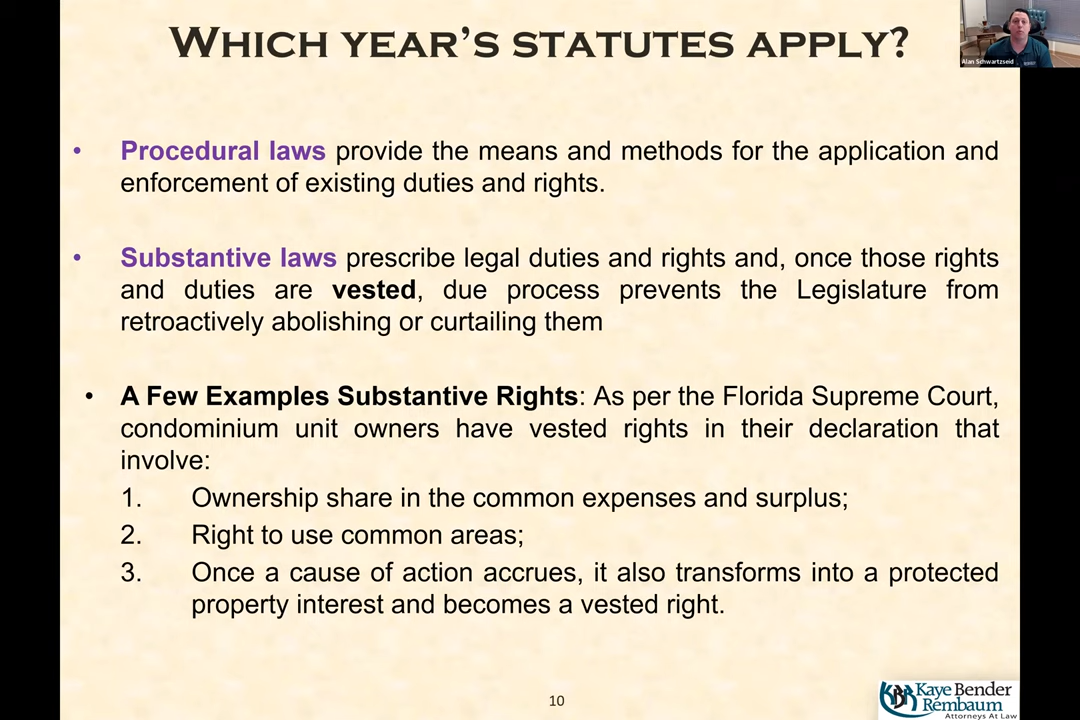 WHICH YEAR'S STATUTES APPLY?
Alan Schwartzseid
• Procedural laws provide the means and methods for the application and
enforcement of existing duties and rights.
• Substantive laws prescribe legal duties and rights and, once those rights
and duties are vested, due process prevents the Legislature from
retroactively abolishing or curtailing them
• A Few Examples Substantive Rights: As per the Florida Supreme Court,
condominium unit owners have vested rights in their declaration that
involve:
1. Ownership share in the common expenses and surplus;
2. Right to use common areas;
3. Once a cause of action accrues, it also transforms into a protected
property interest and becomes a vested right.
10
KBR Kaye Bender
Rembaum
Attorneys At Law